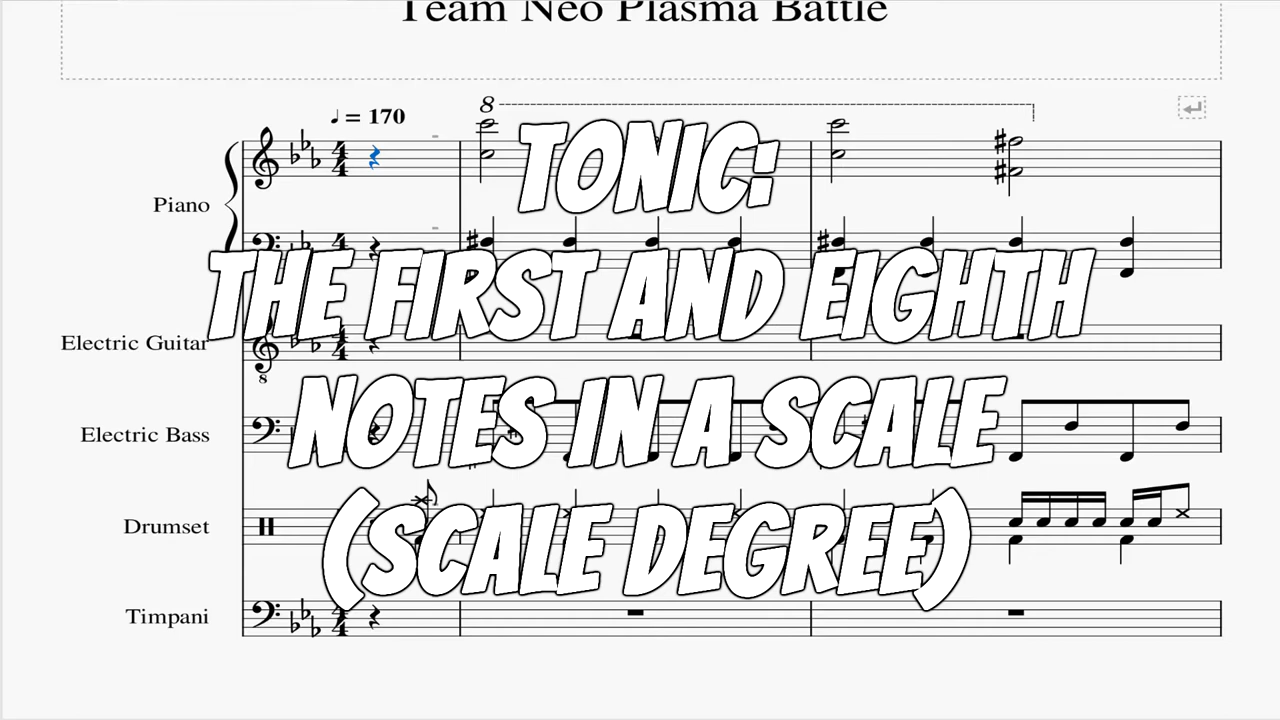 Team Neo Plasma Battle
8
♩ = 170
TONIC:
Piano
THE FIRST AND EIGHTH
Electric Guitar
8
NOTES IN A SCALE
Electric Bass
(SCALE DEGREE)
Drumset
Timpani